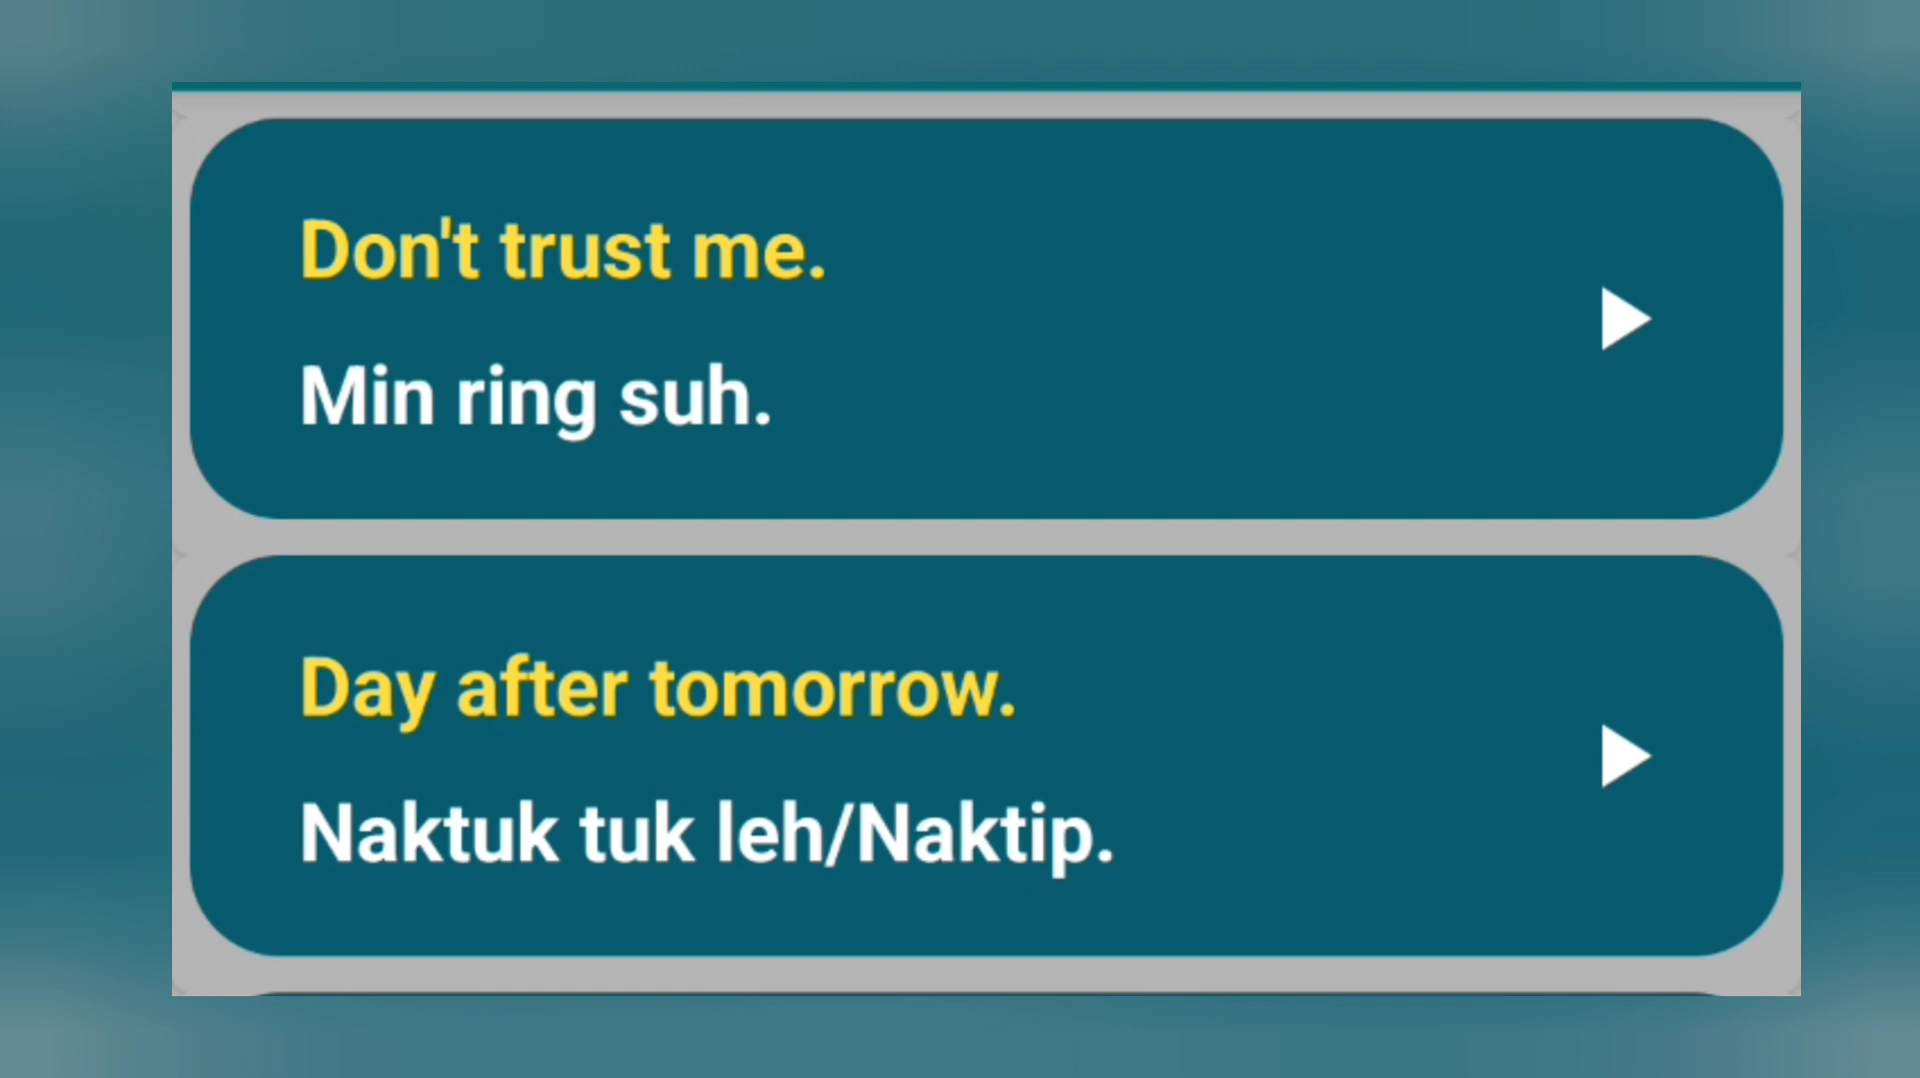 Don't trust me.
Min ring suh.
Day after tomorrow.
Naktuk tuk leh/Naktip.